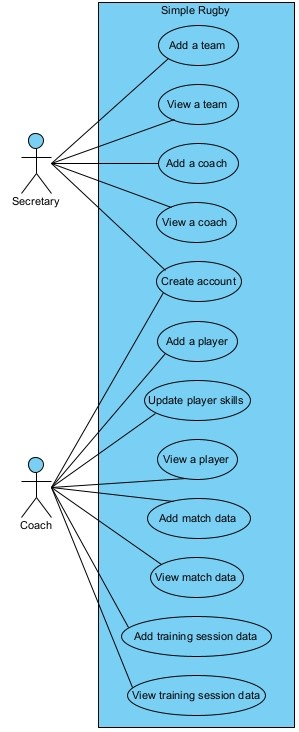 Simple Rugby
Add a team
View a team
Add a coach
Secretary
View a coach
Create account
Add a player
Update player skills
View a player
Add match data
Coach
View match data
Add training session data
View training session data